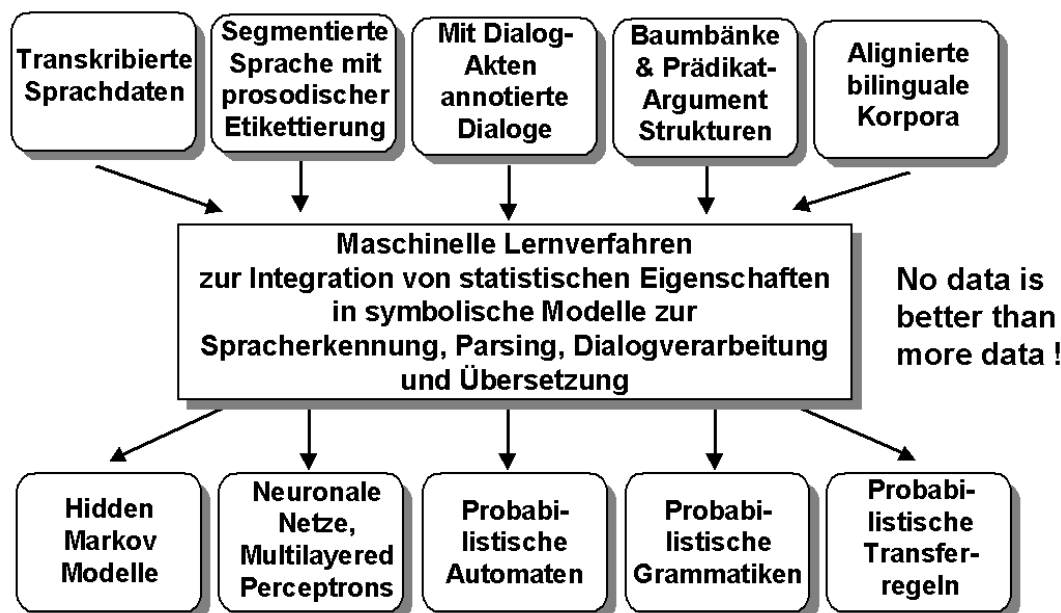 Transkribierte
Sprachdaten
Segmentierte
Sprache mit
prosodischer
Etikettierung
Mit Dialog-
Akten
annotierte
Dialoge
Baumbänke
& Prädikat-
Argument
Strukturen
Alignierte
bilinguale
Korpora
Maschinelle Lernverfahren
zur Integration von statistischen Eigenschaften
in symbolische Modelle zur
Spracherkennung, Parsing, Dialogverarbeitung
und Übersetzung
No data is
better than
more data !
Hidden
Markov
Modelle
Neuronale
Netze,
Multilayered
Perceptrons
Probabi-
listische
Automaten
Probabi-
listische
Grammatiken
Probabi-
listische
Transfer-
regeln